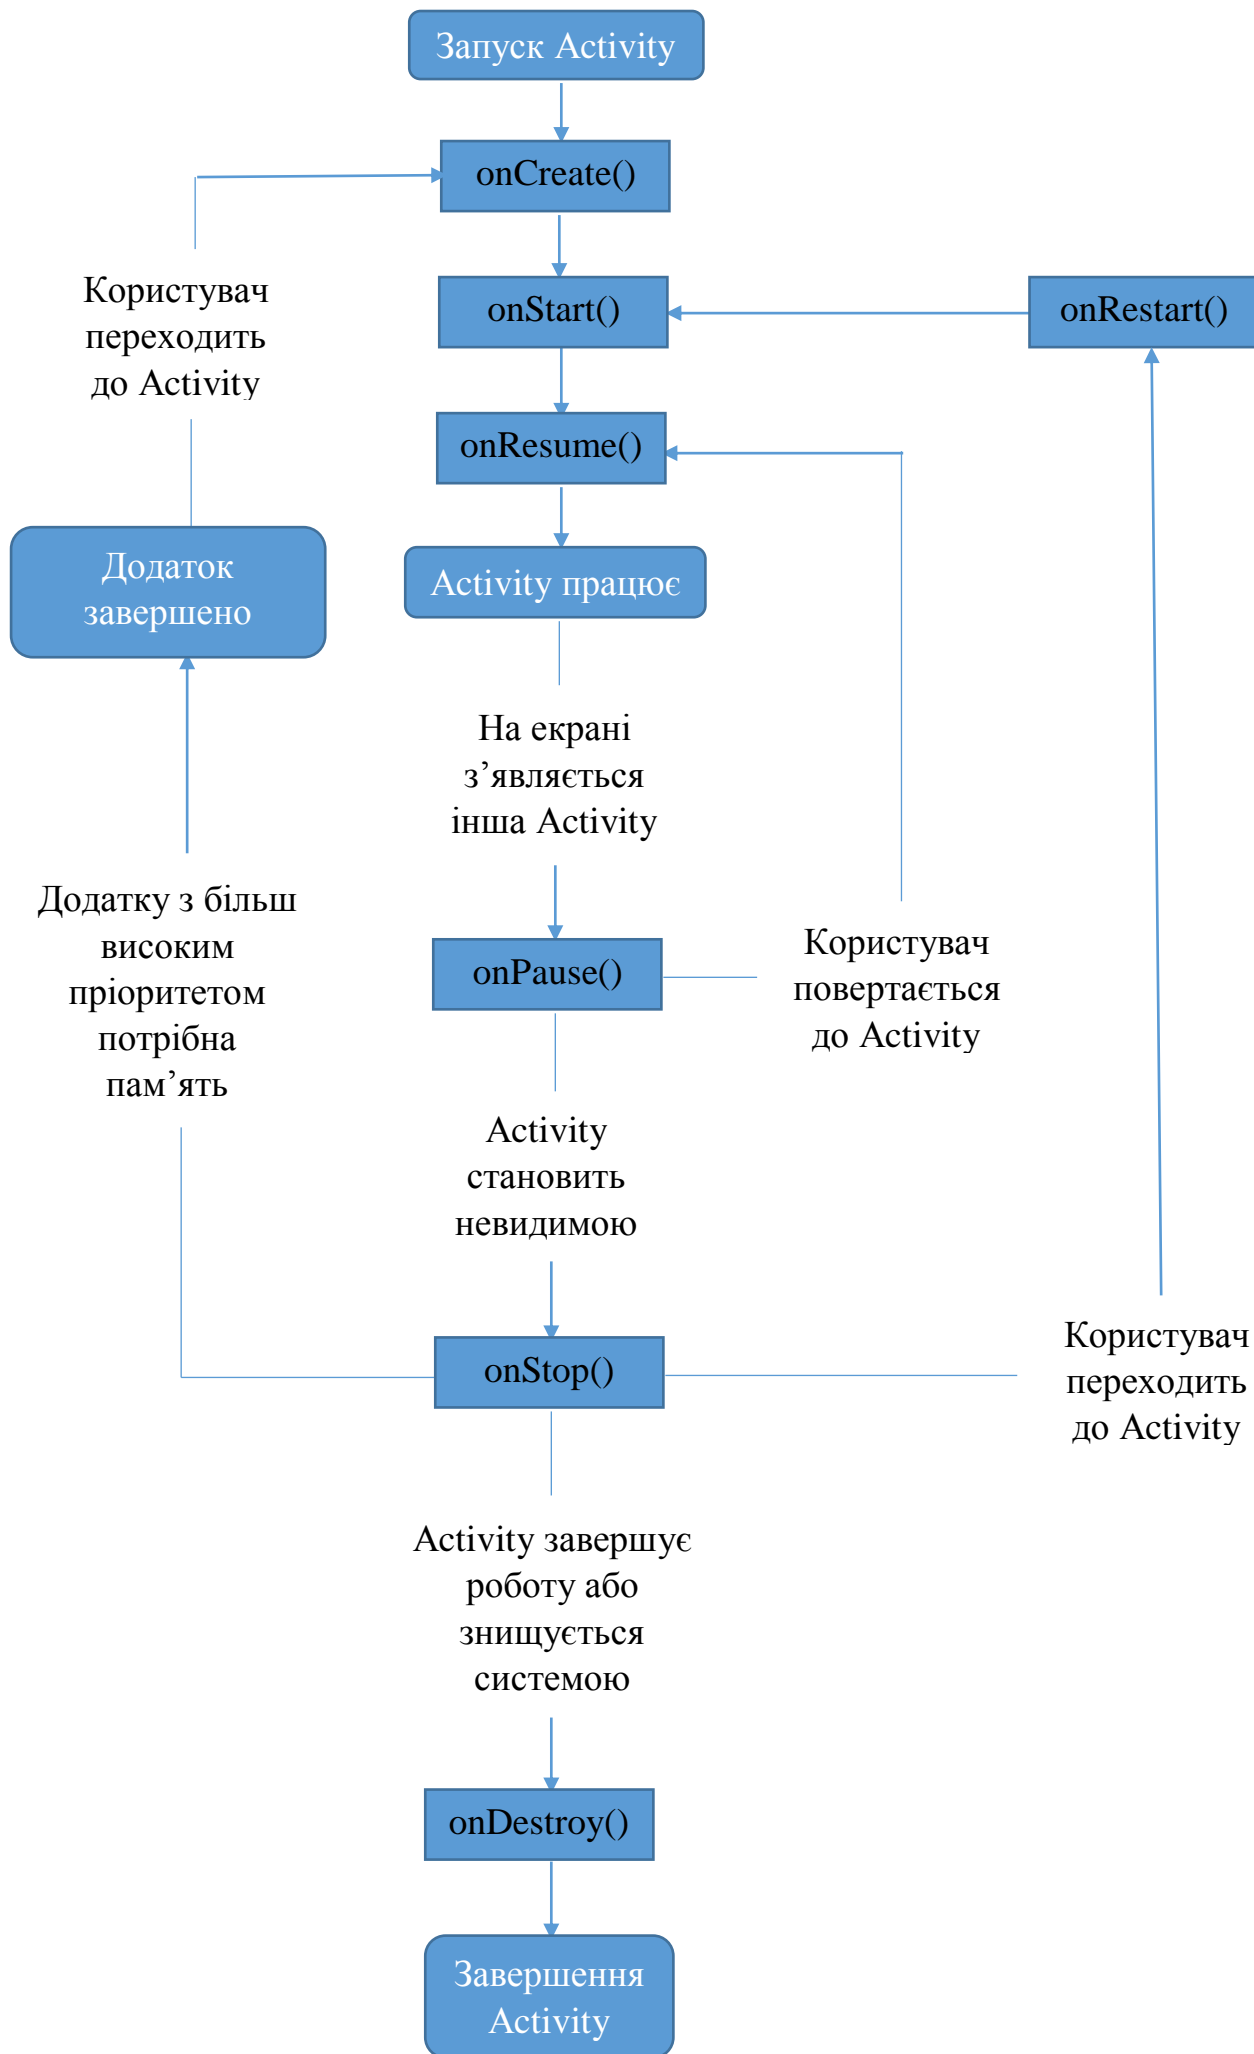 Запуск Activity
onCreate()
Користувач
переходить
до Activity
onStart()
onRestart()
onResume()
Додаток
завершено
Activity працює
На екрані
з’являється
інша Activity
Додатку з більш
високим
пріоритетом
потрібна
пам’ять
onPause()
Користувач
повертається
до Activity
Activity
становить
невидимою
onStop()
Користувач
переходить
до Activity
Activity завершує
роботу або
знищується
системою
onDestroy()
Завершення
Activity